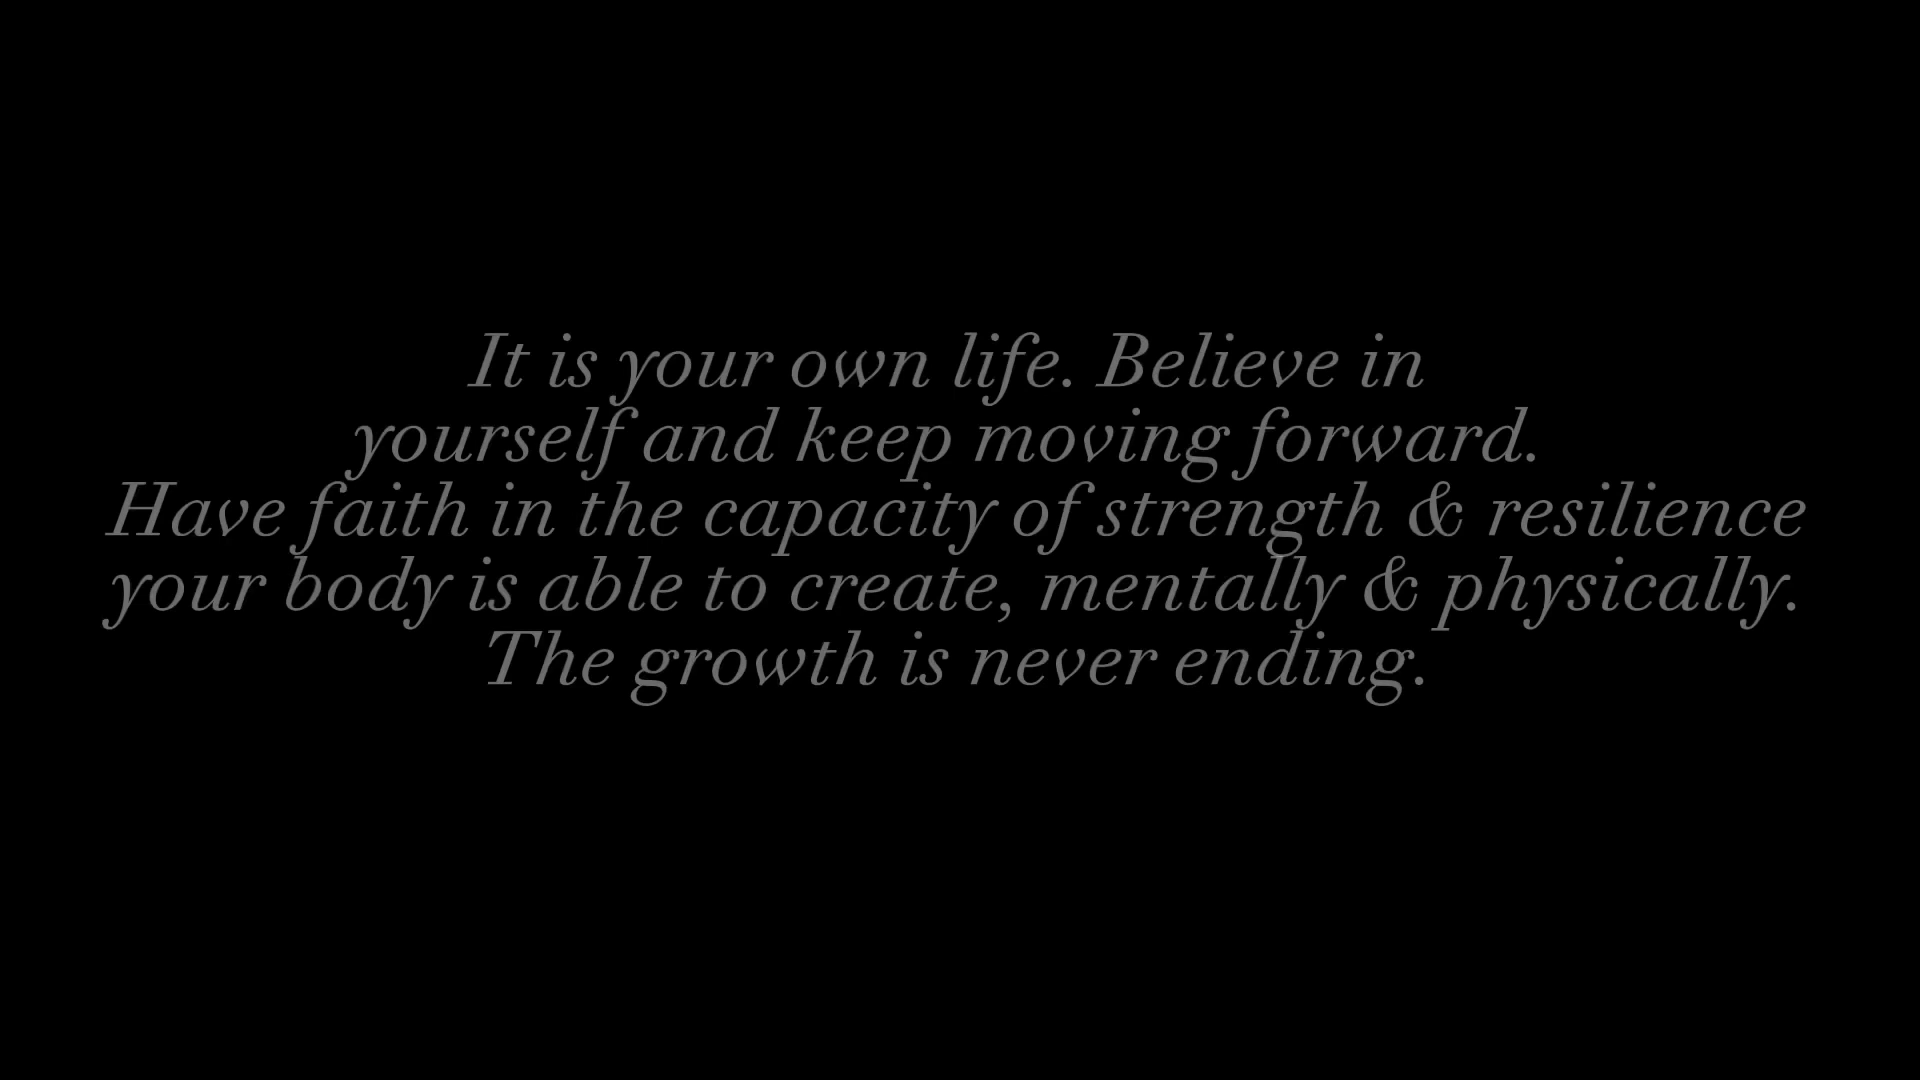 It is your own life. Believe in
yourself and keep moving forward.
Have faith in the capacity of strength & resilience
your body is able to create, mentally & physically.
The growth is never ending.